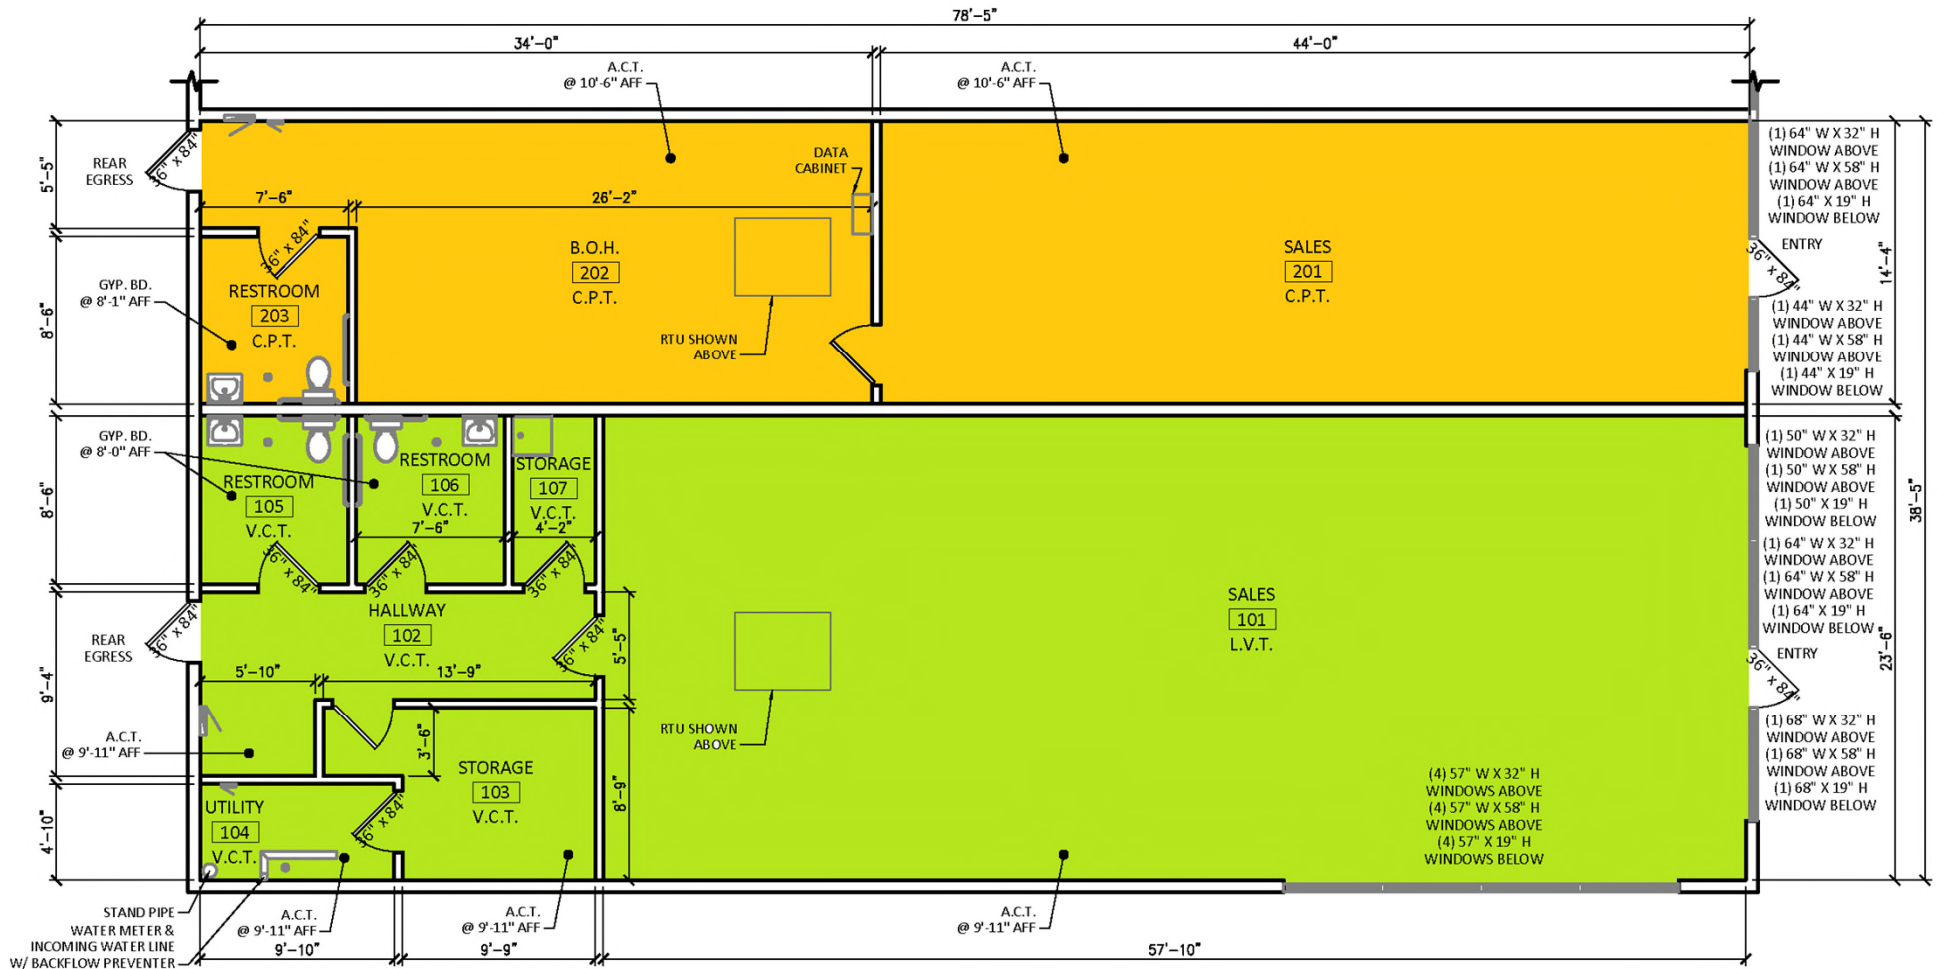 78'-5"
34'-0"
44'-0"
A.C.T.
@ 10'-6" AFF
A.C.T.
@ 10'-6" AFF
REAR
EGRESS
36" x 84"
5'-5"
7'-6"
26'-2"
DATA
CABINET
(1) 64" W X 32" H
WINDOW ABOVE
(1) 64" W X 58" H
WINDOW ABOVE
(1) 64" X 19" H
WINDOW BELOW
ENTRY
36" x 84"
14'-4"
36" x 84"
B.O.H.
202
C.P.T.
SALES
201
C.P.T.
GYP. BD.
@ 8'-1" AFF
RESTROOM
203
C.P.T.
8'-6"
RTU SHOWN
ABOVE
(1) 44" W X 32" H
WINDOW ABOVE
(1) 44" W X 58" H
WINDOW ABOVE
(1) 44" X 19" H
WINDOW BELOW
GYP. BD.
@ 8'-0" AFF
RESTROOM
105
V.C.T.
RESTROOM
106
V.C.T.
7'-6"
STORAGE
107
V.C.T.
4'-2"
8'-6"
36" x 84"
36" x 84"
36" x 84"
(1) 50" W X 32" H
WINDOW ABOVE
(1) 50" W X 58" H
WINDOW ABOVE
(1) 50" X 19" H
WINDOW BELOW
38'-5"
(1) 64" W X 32" H
WINDOW ABOVE
(1) 64" W X 58" H
WINDOW ABOVE
(1) 64" X 19" H
WINDOW BELOW
HALLWAY
102
V.C.T.
36" x 84"
5'-5"
SALES
101
L.V.T.
REAR
EGRESS
36" x 84"
5'-10"
13'-9"
9'-4"
ENTRY
36" x 84"
23'-6"
RTU SHOWN
ABOVE
A.C.T.
@ 9'-11" AFF
3'-6"
(1) 68" W X 32" H
WINDOW ABOVE
(1) 68" W X 58" H
WINDOW ABOVE
(1) 68" X 19" H
WINDOW BELOW
STORAGE
103
V.C.T.
8'-9"
(4) 57" W X 32" H
WINDOWS ABOVE
(4) 57" W X 58" H
WINDOWS ABOVE
(4) 57" W X 19" H
WINDOWS BELOW
UTILITY
104
V.C.T.
36" x 84"
4'-10"
STAND PIPE
WATER METER &
INCOMING WATER LINE
W/ BACKFLOW PREVENTER
A.C.T.
@ 9'-11" AFF
A.C.T.
@ 9'-11" AFF
A.C.T.
@ 9'-11" AFF
9'-10"
9'-9"
57'-10"